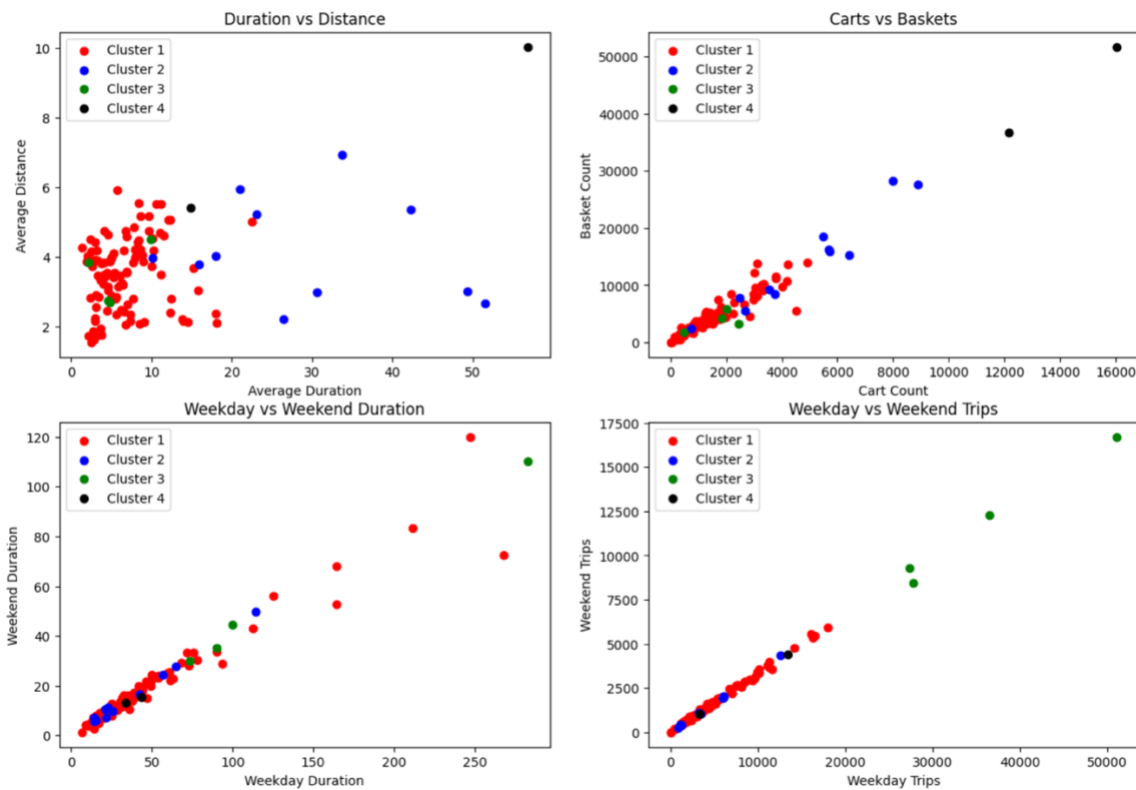 Duration vs Distance
Cluster 1
Cluster 2
Cluster 3
Cluster 4
10
8
6
4
2
Average Distance
0 10 20 30 40 50
Average Duration
Carts vs Baskets
Cluster 1
Cluster 2
Cluster 3
Cluster 4
50000
40000
30000
20000
10000
0
Basket Count
0 2000 4000 6000 8000 10000 12000 14000 16000
Cart Count
Weekday vs Weekend Duration
Cluster 1
Cluster 2
Cluster 3
Cluster 4
120
100
80
60
40
20
0
Weekend Duration
0 50 100 150 200 250
Weekday Duration
Weekday vs Weekend Trips
Cluster 1
Cluster 2
Cluster 3
Cluster 4
17500
15000
12500
10000
7500
5000
2500
0
Weekend Trips
0 10000 20000 30000 40000 50000
Weekday Trips